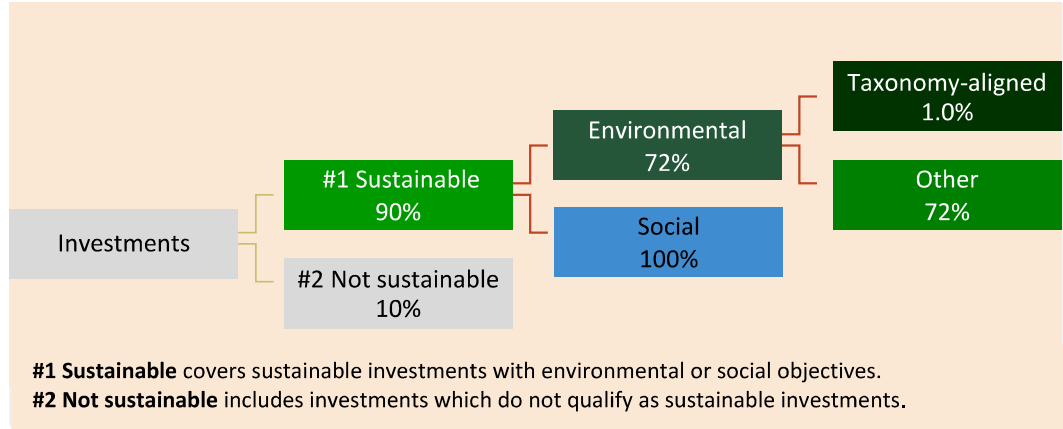 Investments
#1 Sustainable
90%
#2 Not sustainable
10%
Environmental
72%
Social
100%
Taxonomy-aligned
1.0%
Other
72%
#1 Sustainable covers sustainable investments with environmental or social objectives.
#2 Not sustainable includes investments which do not qualify as sustainable investments.